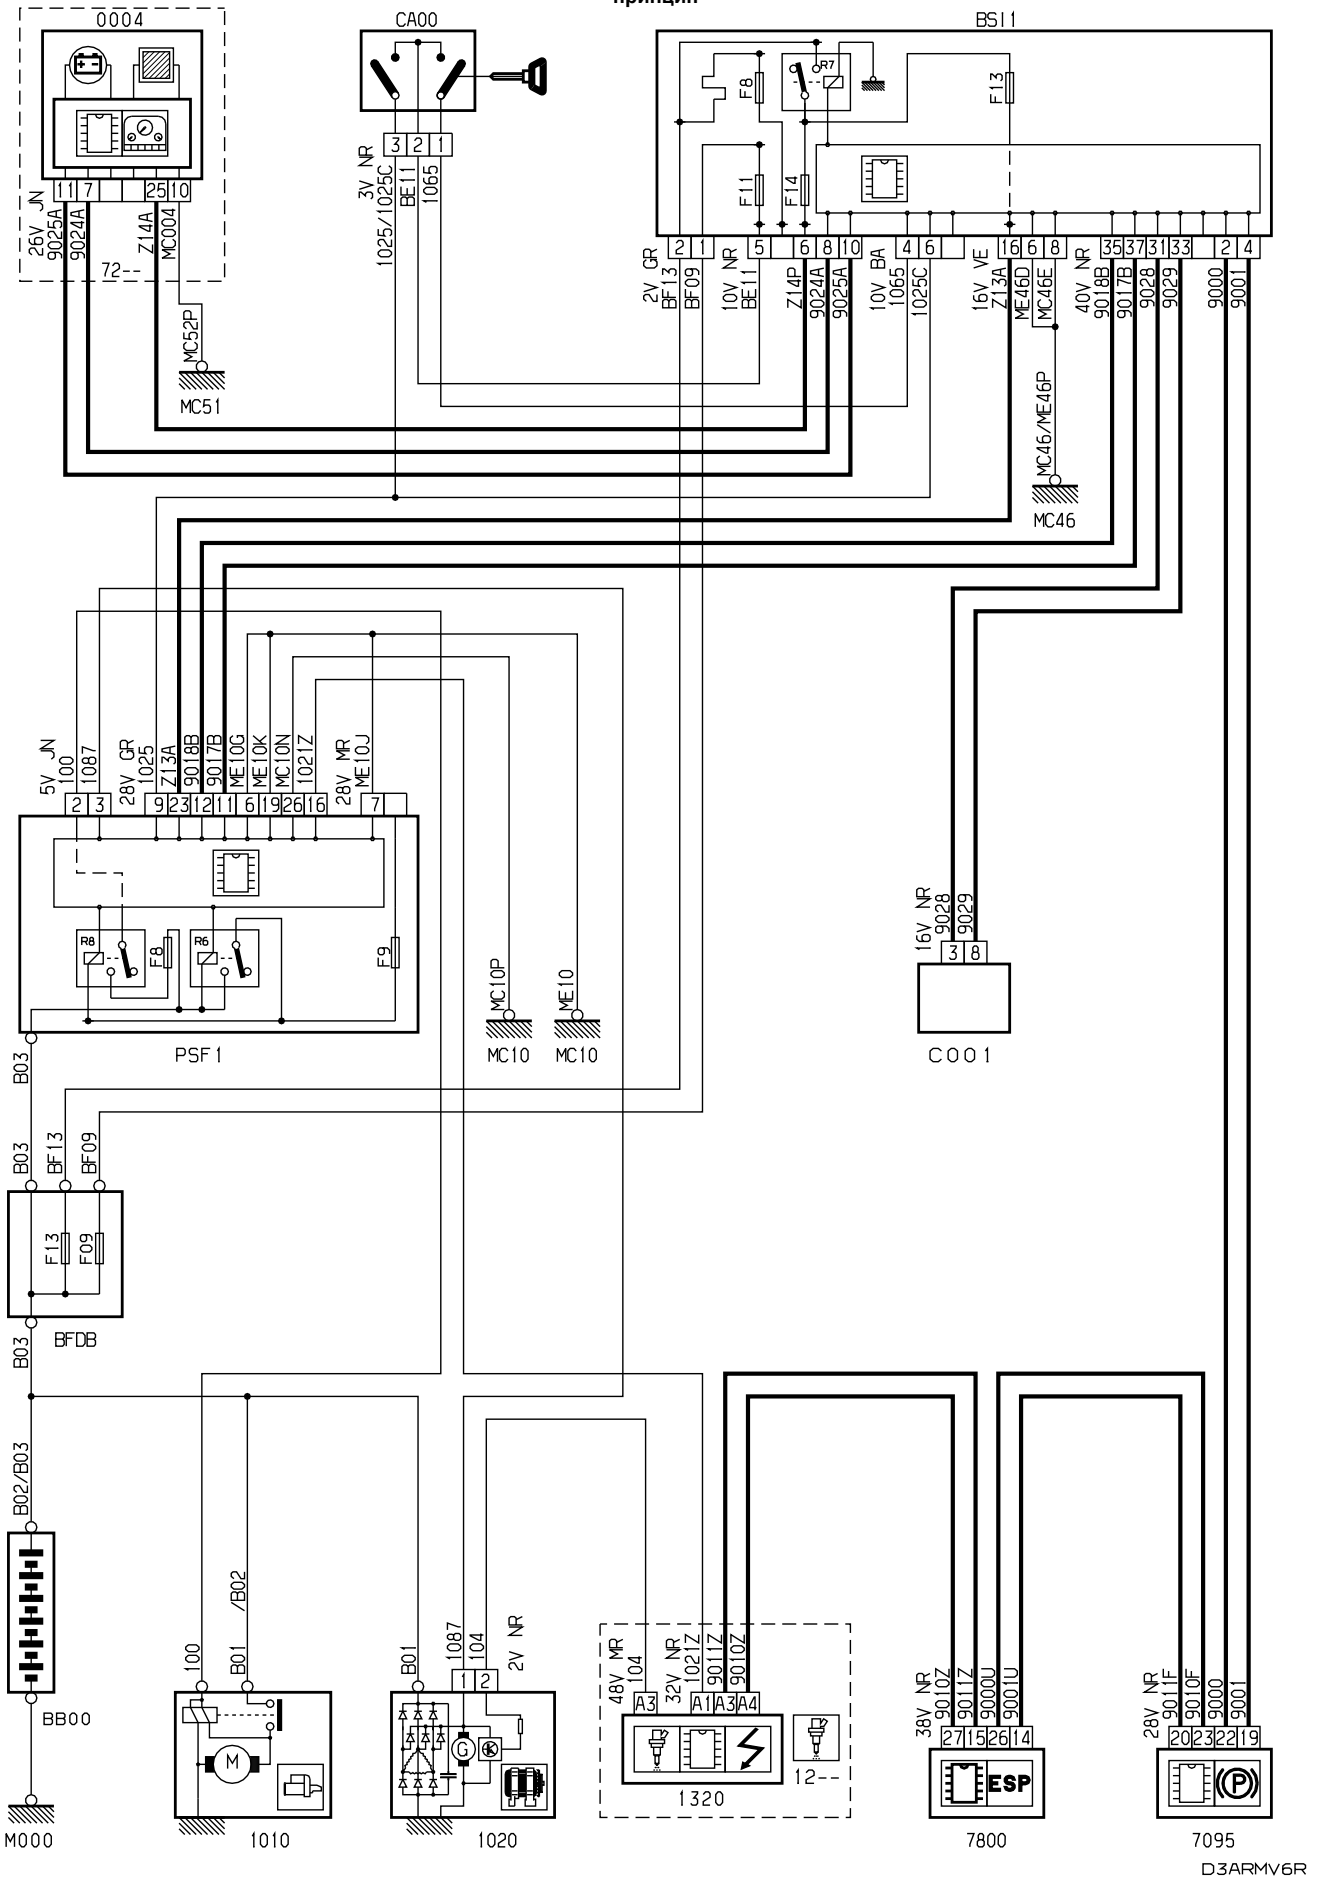 принцип
0004
CA00
BSI1
R7
F8
F13
F11
F14
3 2 1
11 7 25 10
26V JN
9025A
9024A
Z14A
MC004
72--
3V NR
1025/1025C
BE11
1065
2 1 5 6 8 10 4 6 16 6 8 35 37 31 33 2 4
2V GR
BF13
BF09
10V NR
BE11
Z14P
9024A
9025A
10V BA
1065
1025C
16V VE
Z13A
ME46D
MC46E
40V NR
9018B
9017B
9028
9029
9000
9001
MC52P
MC51
MC46/ME46P
MC46
5V JN
100
1087
28V GR
1025
Z13A
9018B
9017B
ME10G
ME10K
MC10N
1021Z
28V MR
ME10J
2 3 9 23 12 11 6 19 26 16 7
R8
F8
R6
F9
PSF1
MC10P
ME10
MC10
MC10
16V NR
9028
9029
3 8
C001
B03
B03
BF13
BF09
F13
F09
BFDB
B03
B02/B03
BB00
M000
100
B01
/B02
M
1010
B01
1087
104
2V NR
1 2
G
1020
48V MR
104
32V NR
1021Z
9011Z
9010Z
A3 A1 A3 A4
1320
12--
38V NR
9010Z
9011Z
9000U
9001U
27 15 26 14
ESP
7800
28V NR
9011F
9010F
9000
9001
20 23 22 19
P
7095
D3ARMV6R